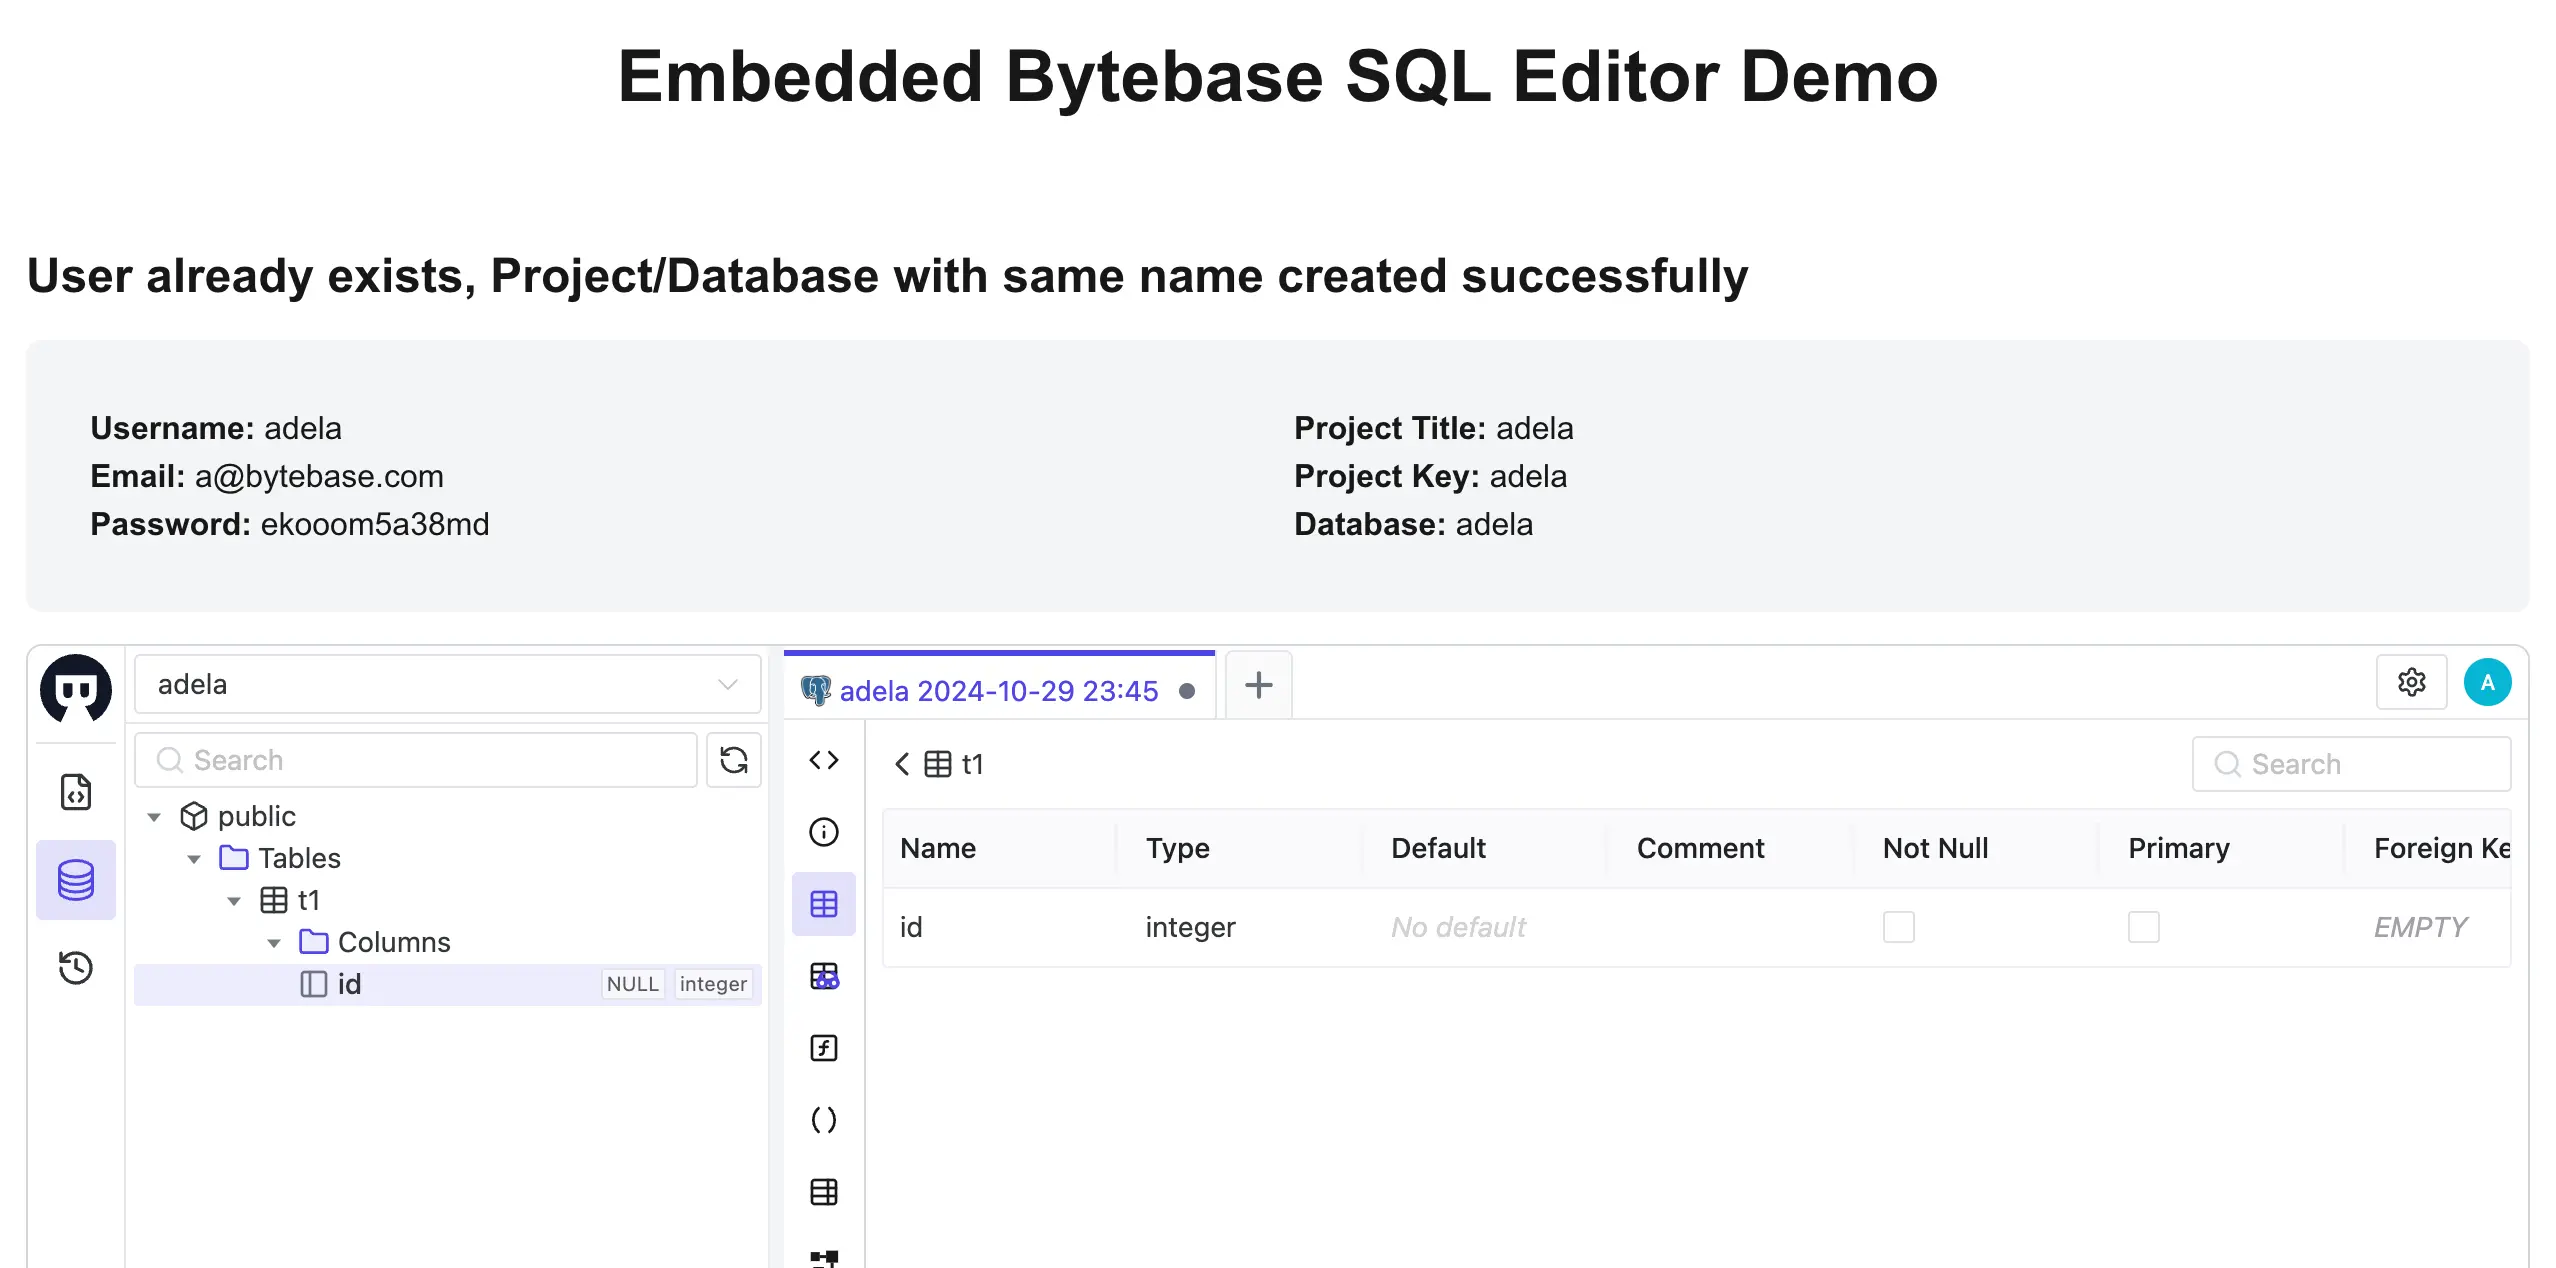 Embedded Bytebase SQL Editor Demo
User already exists, Project/Database with same name created successfully
Username: adela
Email: a@bytebase.com
Password: ekooom5a38md
Project Title: adela
Project Key: adela
Database: adela
adela
Search
public
Tables
t1
Columns
id NULL integer
adela 2024-10-29 23:45
A
t1
Search
Name Type Default Comment Not Null Primary Foreign Ke
id integer No default EMPTY